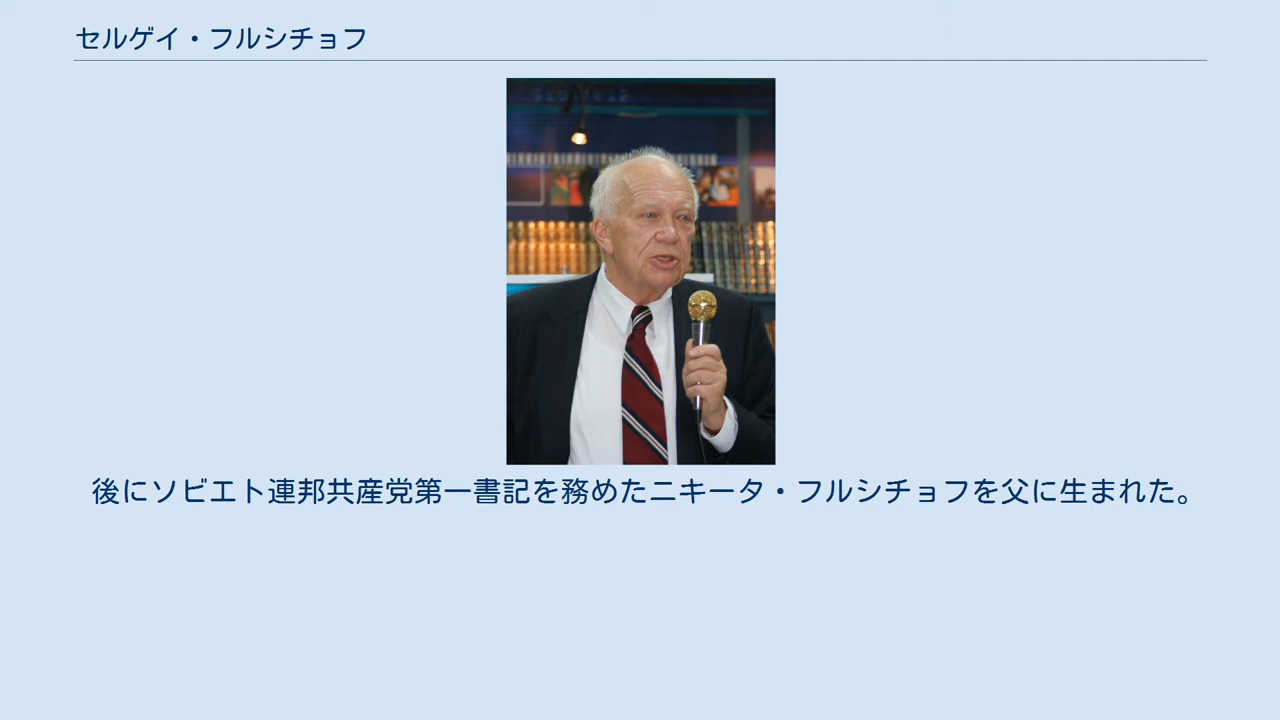 セルゲイ・フルシチョフ
後にソビエト連邦共産党第一書記を務めたニキータ・フルシチョフを父に生まれた。